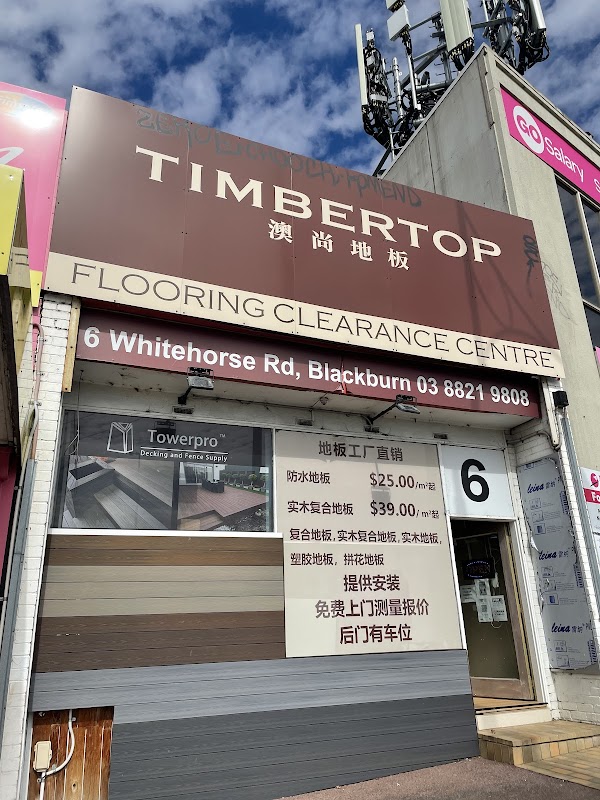 TIMBERTOP
澳尚地板
FLOORING CLEARANCE CENTRE
6 Whitehorse Rd, Blackburn 03 8821 9808
GO Salary
Towerpro™
Decking and Fence Supply
地板工厂直销
防水地板 $25.00/m²起
实木复合地板 $39.00/m²起
复合地板,实木复合地板,实木地板,
塑胶地板，拼花地板
提供安装
免费上门测量报价
后门有车位
6
leina
leina
leina